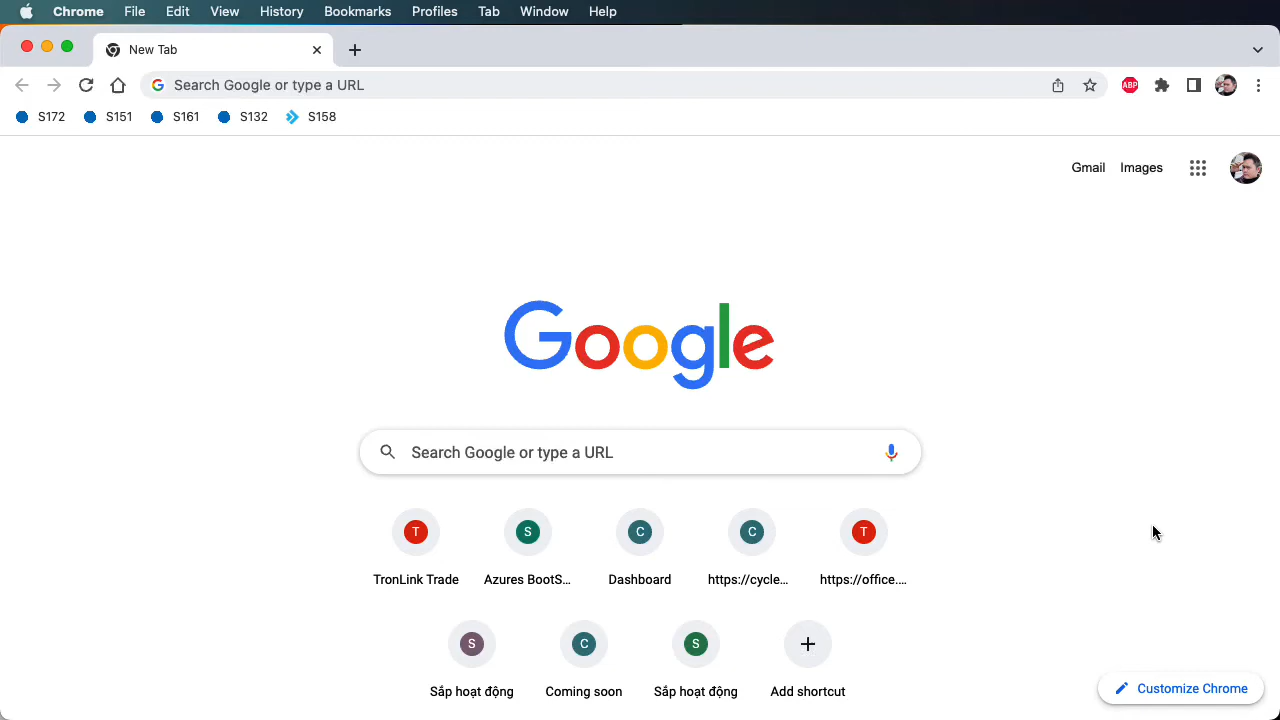 Chrome File Edit View History Bookmarks Profiles Tab Window Help
New Tab
Search Google or type a URL
ABP
S172 S151 S161 S132 S158
Gmail Images
Google
Search Google or type a URL
T S C C T
TronLink Trade Azures BootS... Dashboard https://cycle... https://office....
S C S
Sắp hoạt động Coming soon Sắp hoạt động Add shortcut
Customize Chrome